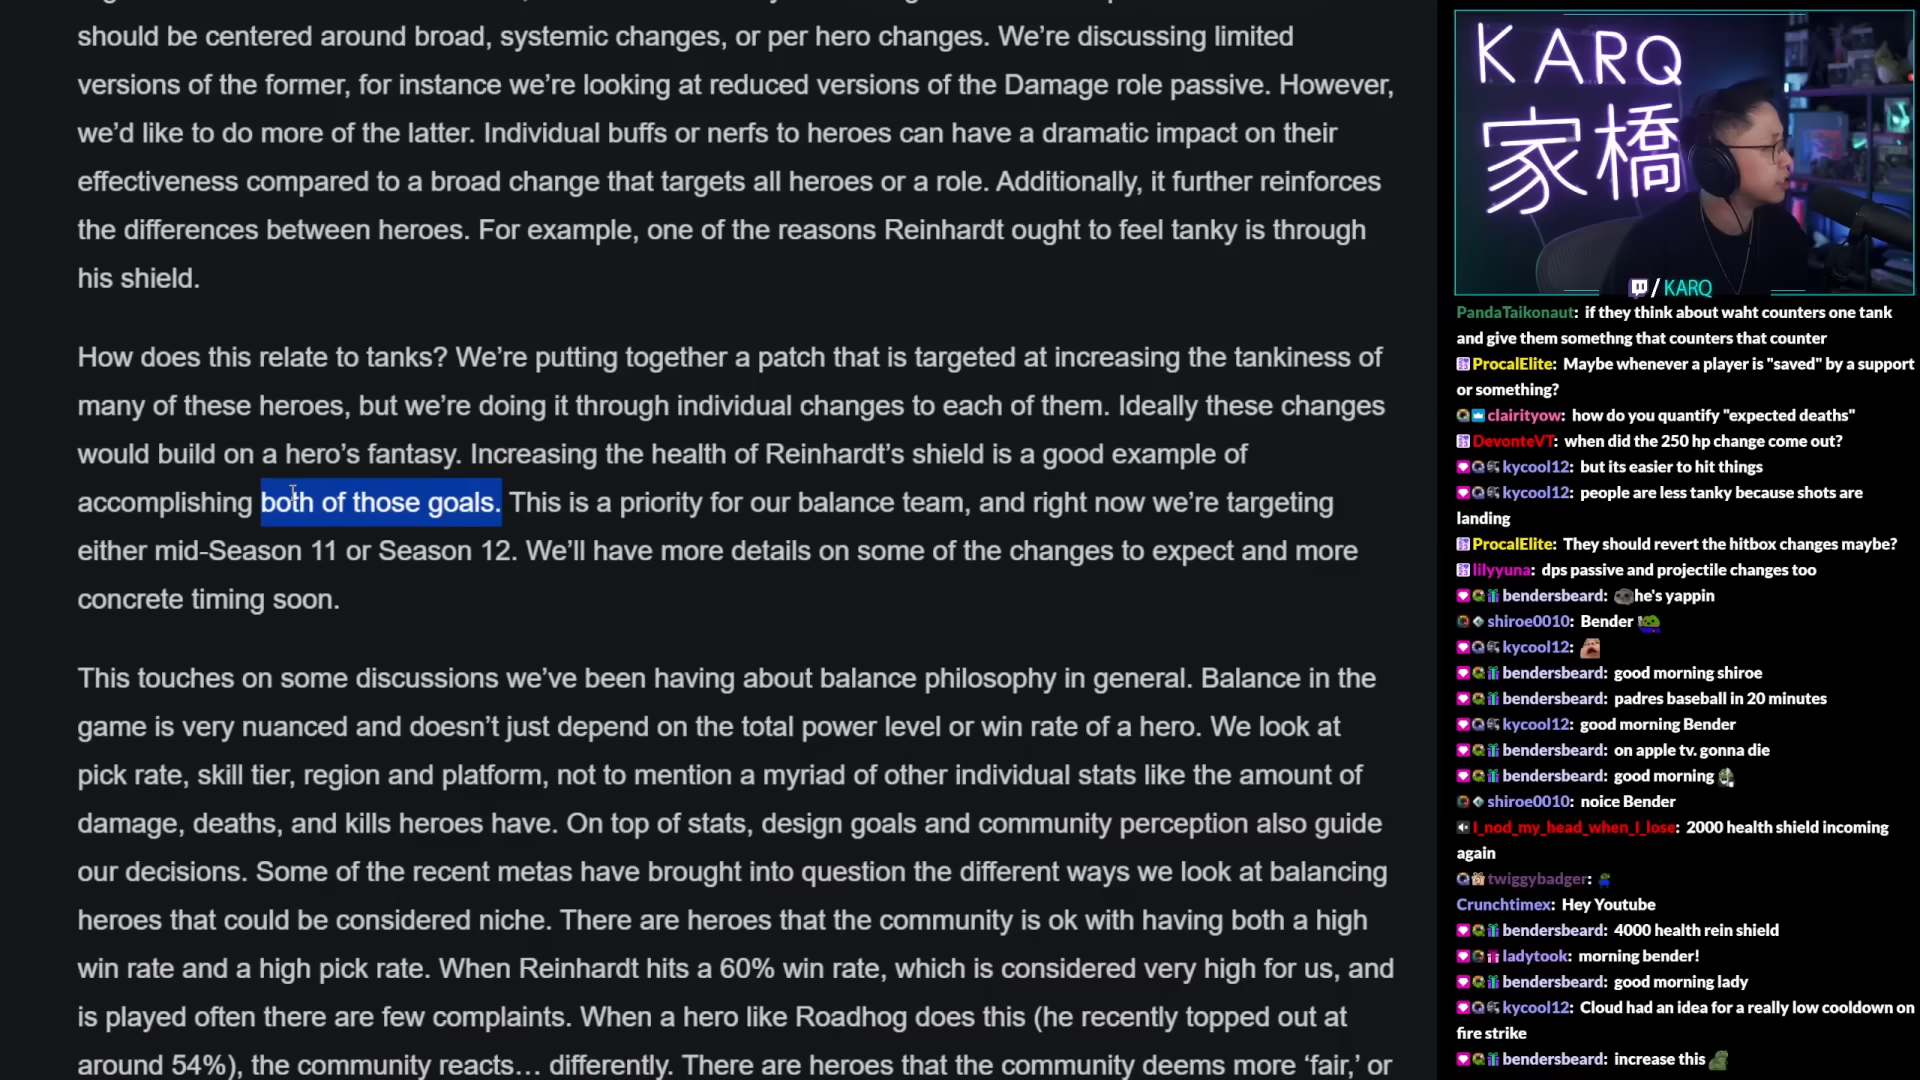 should be centered around broad, systemic changes, or per hero changes. We’re discussing limited
versions of the former, for instance we’re looking at reduced versions of the Damage role passive. However,
we’d like to do more of the latter. Individual buffs or nerfs to heroes can have a dramatic impact on their
effectiveness compared to a broad change that targets all heroes or a role. Additionally, it further reinforces
the differences between heroes. For example, one of the reasons Reinhardt ought to feel tanky is through
his shield.
How does this relate to tanks? We’re putting together a patch that is targeted at increasing the tankiness of
many of these heroes, but we’re doing it through individual changes to each of them. Ideally these changes
would build on a hero’s fantasy. Increasing the health of Reinhardt’s shield is a good example of
accomplishing both of those goals. This is a priority for our balance team, and right now we’re targeting
either mid-Season 11 or Season 12. We’ll have more details on some of the changes to expect and more
concrete timing soon.
This touches on some discussions we’ve been having about balance philosophy in general. Balance in the
game is very nuanced and doesn’t just depend on the total power level or win rate of a hero. We look at
pick rate, skill tier, region and platform, not to mention a myriad of other individual stats like the amount of
damage, deaths, and kills heroes have. On top of stats, design goals and community perception also guide
our decisions. Some of the recent metas have brought into question the different ways we look at balancing
heroes that could be considered niche. There are heroes that the community is ok with having both a high
win rate and a high pick rate. When Reinhardt hits a 60% win rate, which is considered very high for us, and
is played often there are few complaints. When a hero like Roadhog does this (he recently topped out at
around 54%), the community reacts… differently. There are heroes that the community deems more ‘fair,’ or
KARQ
家橋
/ KARQ
PandaTaikonaut: if they think about waht counters one tank
and give them somethng that counters that counter
ProcalElite: Maybe whenever a player is "saved" by a support
or something?
clairityow: how do you quantify "expected deaths"
DevonteVT: when did the 250 hp change come out?
kycool12: but its easier to hit things
kycool12: people are less tanky because shots are
landing
ProcalElite: They should revert the hitbox changes maybe?
lilyyuna: dps passive and projectile changes too
bendersbeard: he's yappin
shiroe0010: Bender
kycool12:
bendersbeard: good morning shiroe
bendersbeard: padres baseball in 20 minutes
kycool12: good morning Bender
bendersbeard: on apple tv. gonna die
bendersbeard: good morning
shiroe0010: noice Bender
I_nod_my_head_when_I_lose: 2000 health shield incoming
again
twiggybadger:
Crunchtimex: Hey Youtube
bendersbeard: 4000 health rein shield
ladytook: morning bender!
bendersbeard: good morning lady
kycool12: Cloud had an idea for a really low cooldown on
fire strike
bendersbeard: increase this